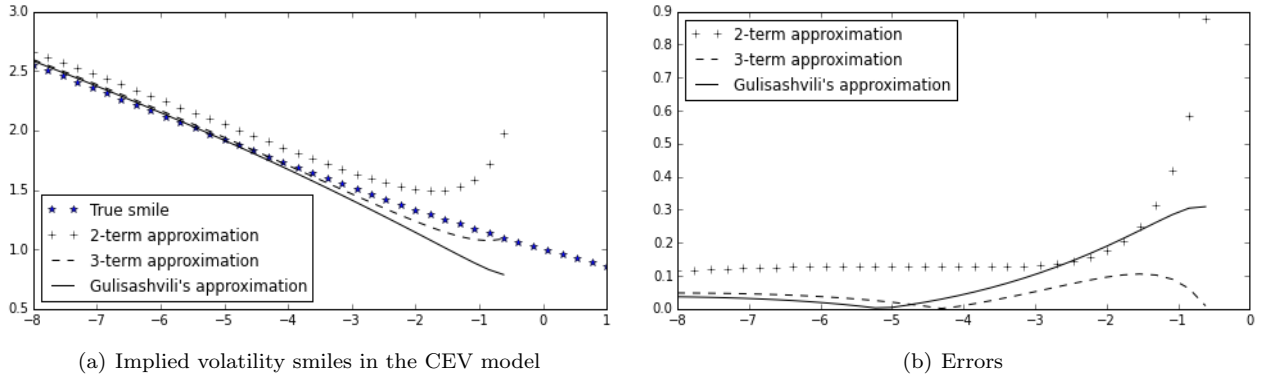 3.0
2.5
2.0
1.5
1.0
0.5
True smile
2-term approximation
3-term approximation
Gulisashvili's approximation
−8 −7 −6 −5 −4 −3 −2 −1 0 1
(a) Implied volatility smiles in the CEV model
0.9
0.8
0.7
0.6
0.5
0.4
0.3
0.2
0.1
0.0
2-term approximation
3-term approximation
Gulisashvili's approximation
−8 −7 −6 −5 −4 −3 −2 −1 0
(b) Errors